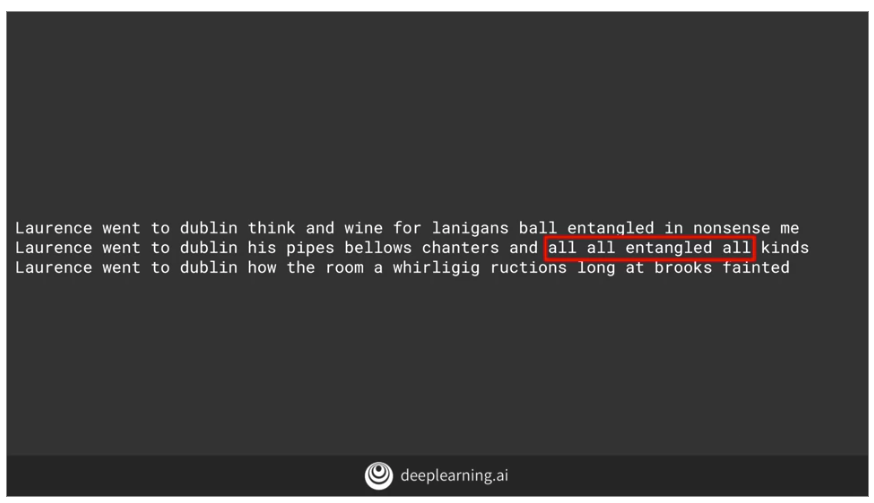 Laurence went to dublin think and wine for lanigans ball entangled in nonsense me
Laurence went to dublin his pipes bellows chanters and all all entangled all kinds
Laurence went to dublin how the room a whirligig ructions long at brooks fainted
deeplearning.ai